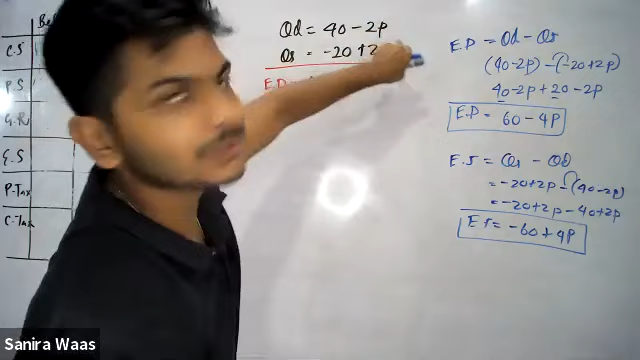 Be
C.S
P.S
G.R
E.S
P.Tax
C.Tax
Qd = 40 - 2P
Qs = -20 + 2
E.D =
E.D = Qd - Qs
(40-2P) - (-20+2P)
40-2P + 20 - 2P
E.D = 60 - 4P
E.S = Qs - Qd
= -20+2P - (40-2P)
= -20+2P - 40+2P
ES = -60+4P
Sanira Waas